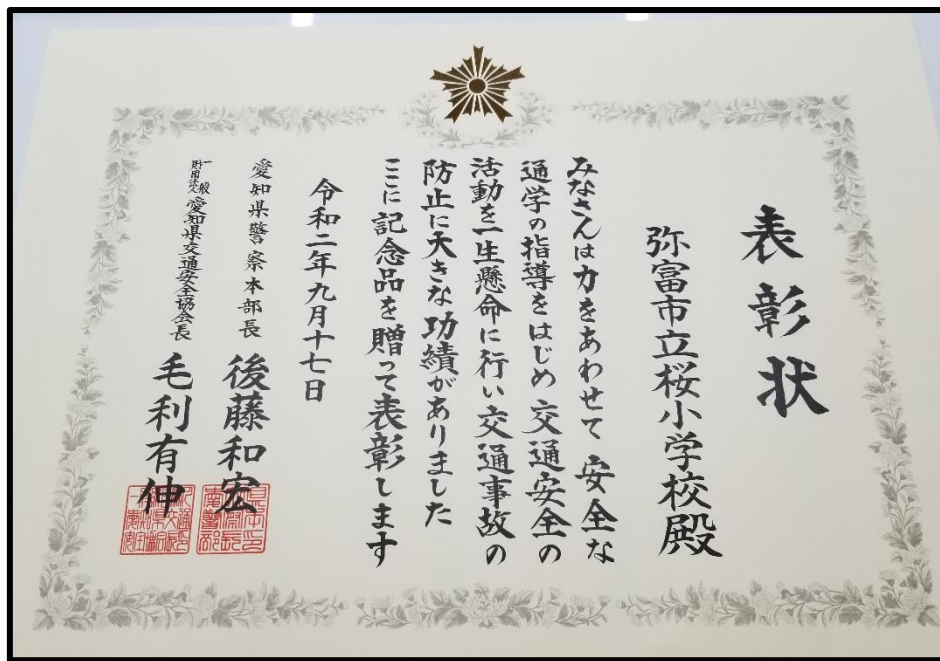 表彰状
弥富市立桜小学校殿
みなさんは力をあわせて安全な
通学の指導をはじめ交通安全の
活動を一生懸命に行い交通事故の
防止に大きな功績がありました
ここに記念品を贈って表彰します
令和二年九月十七日
愛知県警察本部長 後藤和宏
一般財団法人 愛知県交通安全協会長 毛利有伸